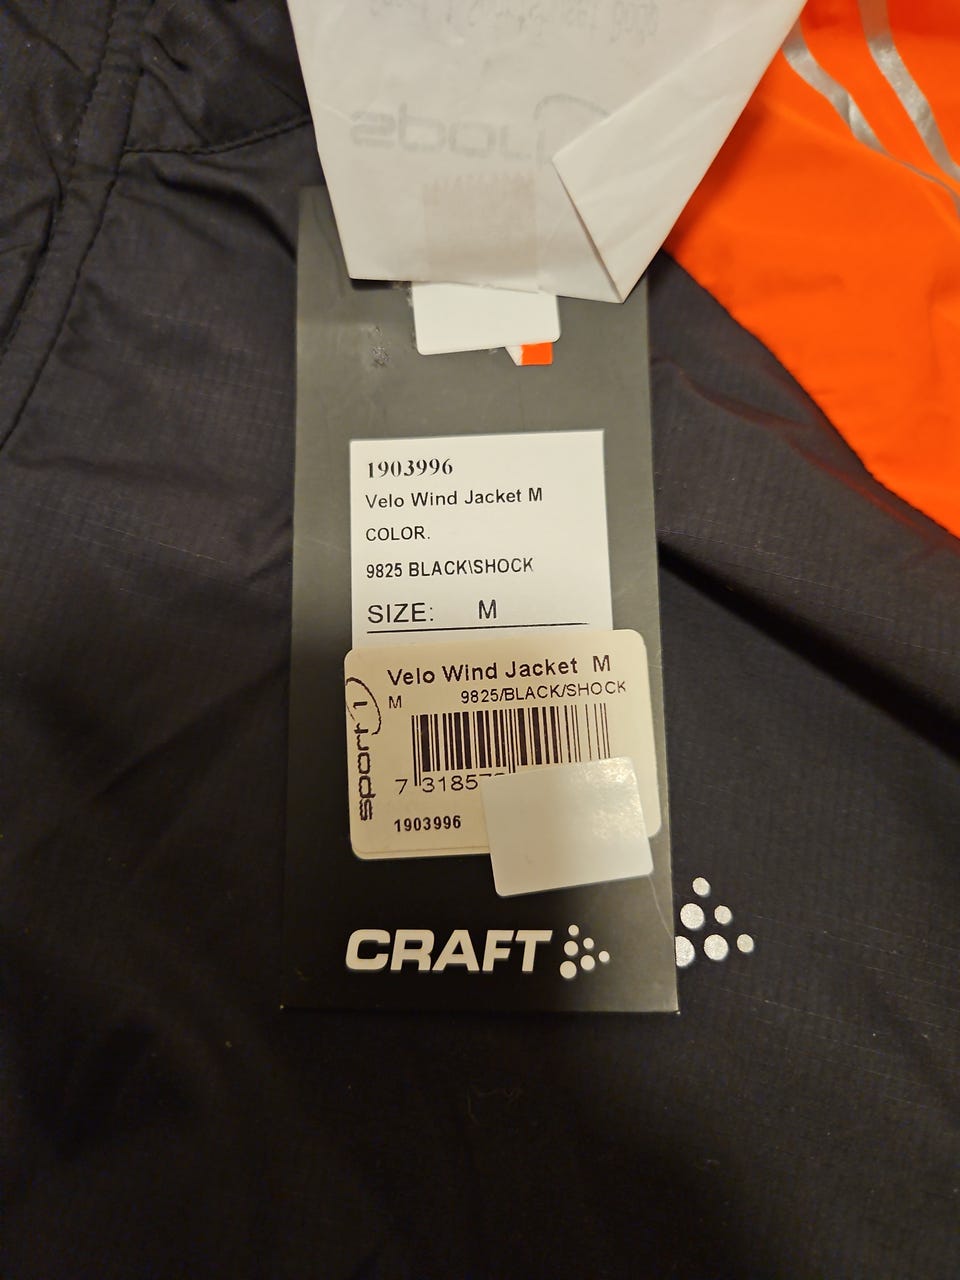 1903996
Velo Wind Jacket M
COLOR.
9825 BLACK\SHOCK
SIZE: M
Velo Wind Jacket M
M 9825/BLACK/SHOCK
sport 1
7 31857
1903996
CRAFT